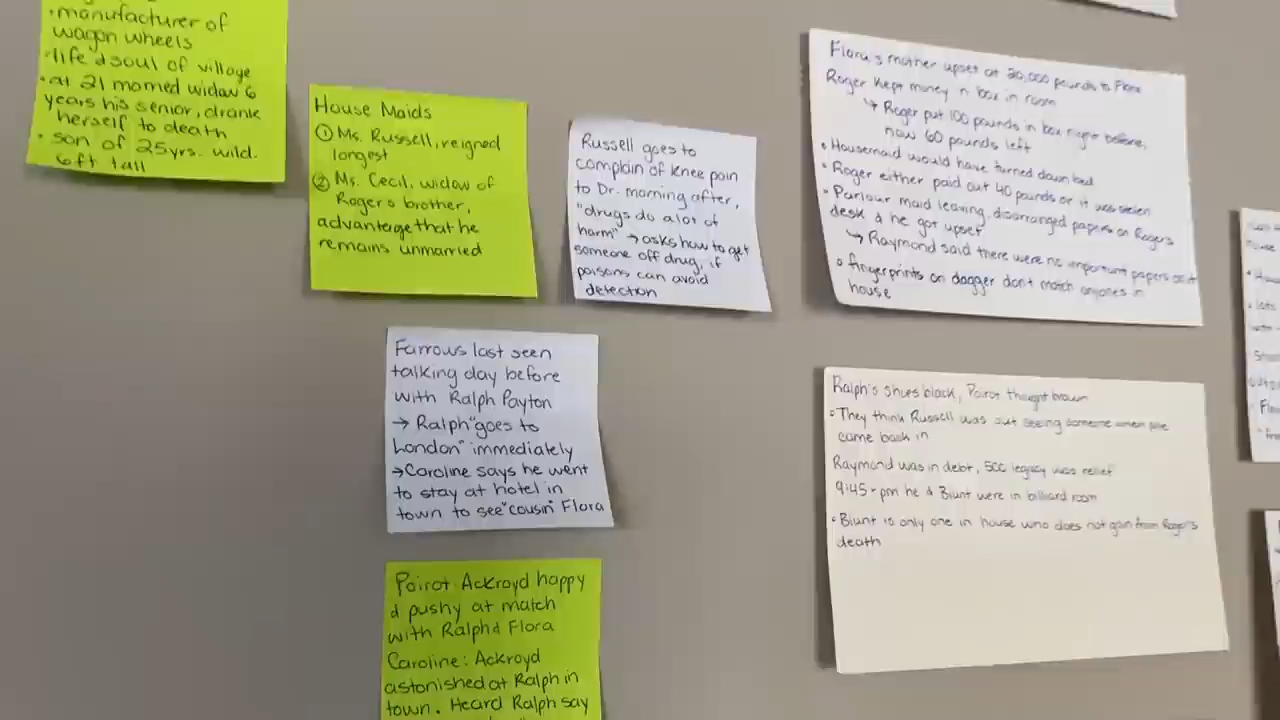 • manufacturer of
wagon wheels
• life & soul of village
• at 21 married widow 6
years his senior, drank
herself to death
• son of 25yrs. wild.
6ft tall
House Maids
① Ms. Russell, reigned
longest
② Ms. Cecil, widow of
Roger's brother,
advantage that he
remains unmarried
Russell goes to
complain of knee pain
to Dr. morning after,
"drugs do a lot of
harm" → asks how to get
someone off drug, if
poisons can avoid
detection
Farrows last seen
talking day before
with Ralph Payton
→ Ralph "goes to
London" immediately
→ Caroline says he went
to stay at hotel in
town to see "cousin" Flora
Poirot: Ackroyd happy
& pushy at match
with Ralph & Flora
Caroline: Ackroyd
astonished at Ralph in
town. Heard Ralph say
Flora's mother upset at 20,000 pounds to Flora
Roger kept money in box in room
↳ Roger put 100 pounds in box night before,
now 60 pounds left
• Housemaid would have turned down bed
• Roger either paid out 40 pounds or it was stolen
• Parlour maid leaving, disarranged papers on Rogers
desk & he got upset
↳ Raymond said there were no important papers on it
• fingerprints on dagger don't match anyones in
house
Ralph's shoes black, Poirot thought brown
• They think Russell was out seeing someone when she
came back in
Raymond was in debt, 500 legacy was relief
9:45-pm he & Blunt were in billiard room
• Blunt is only one in house who does not gain from Roger's
death